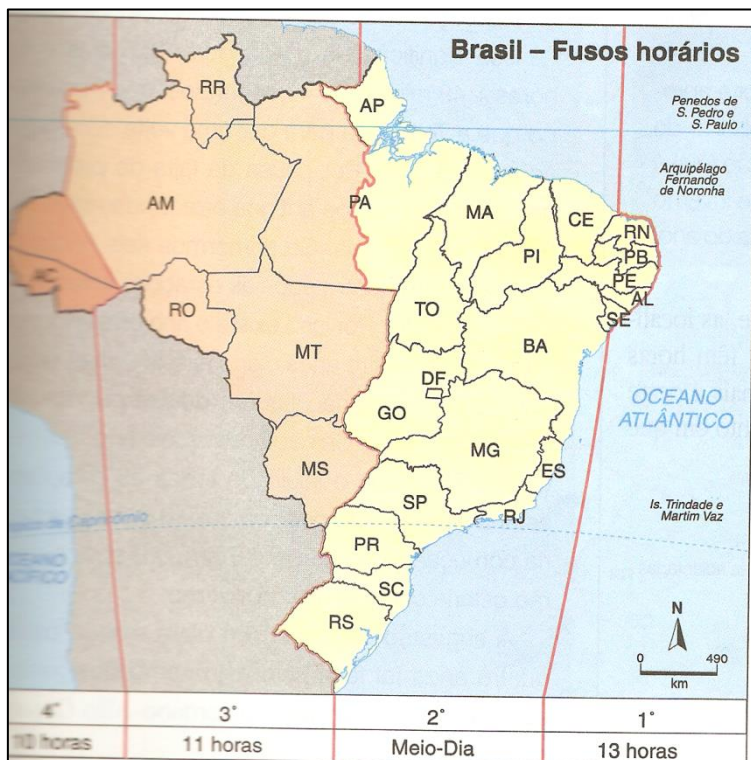 Brasil – Fusos horários
RR
AP
Penedos de
S. Pedro e
S. Paulo
Arquipélago
Fernando
de Noronha
AM
PA
MA
CE
RN
PB
PI
PE
AL
SE
AC
RO
TO
MT
BA
DF
GO
OCEANO
ATLÂNTICO
MG
MS
ES
SP
RJ
Is. Trindade e
Martim Vaz
de Capricórnio
PR
OCEANO
SC
RS
N
0 490
km
4° 3° 2° 1°
10 horas 11 horas Meio-Dia 13 horas